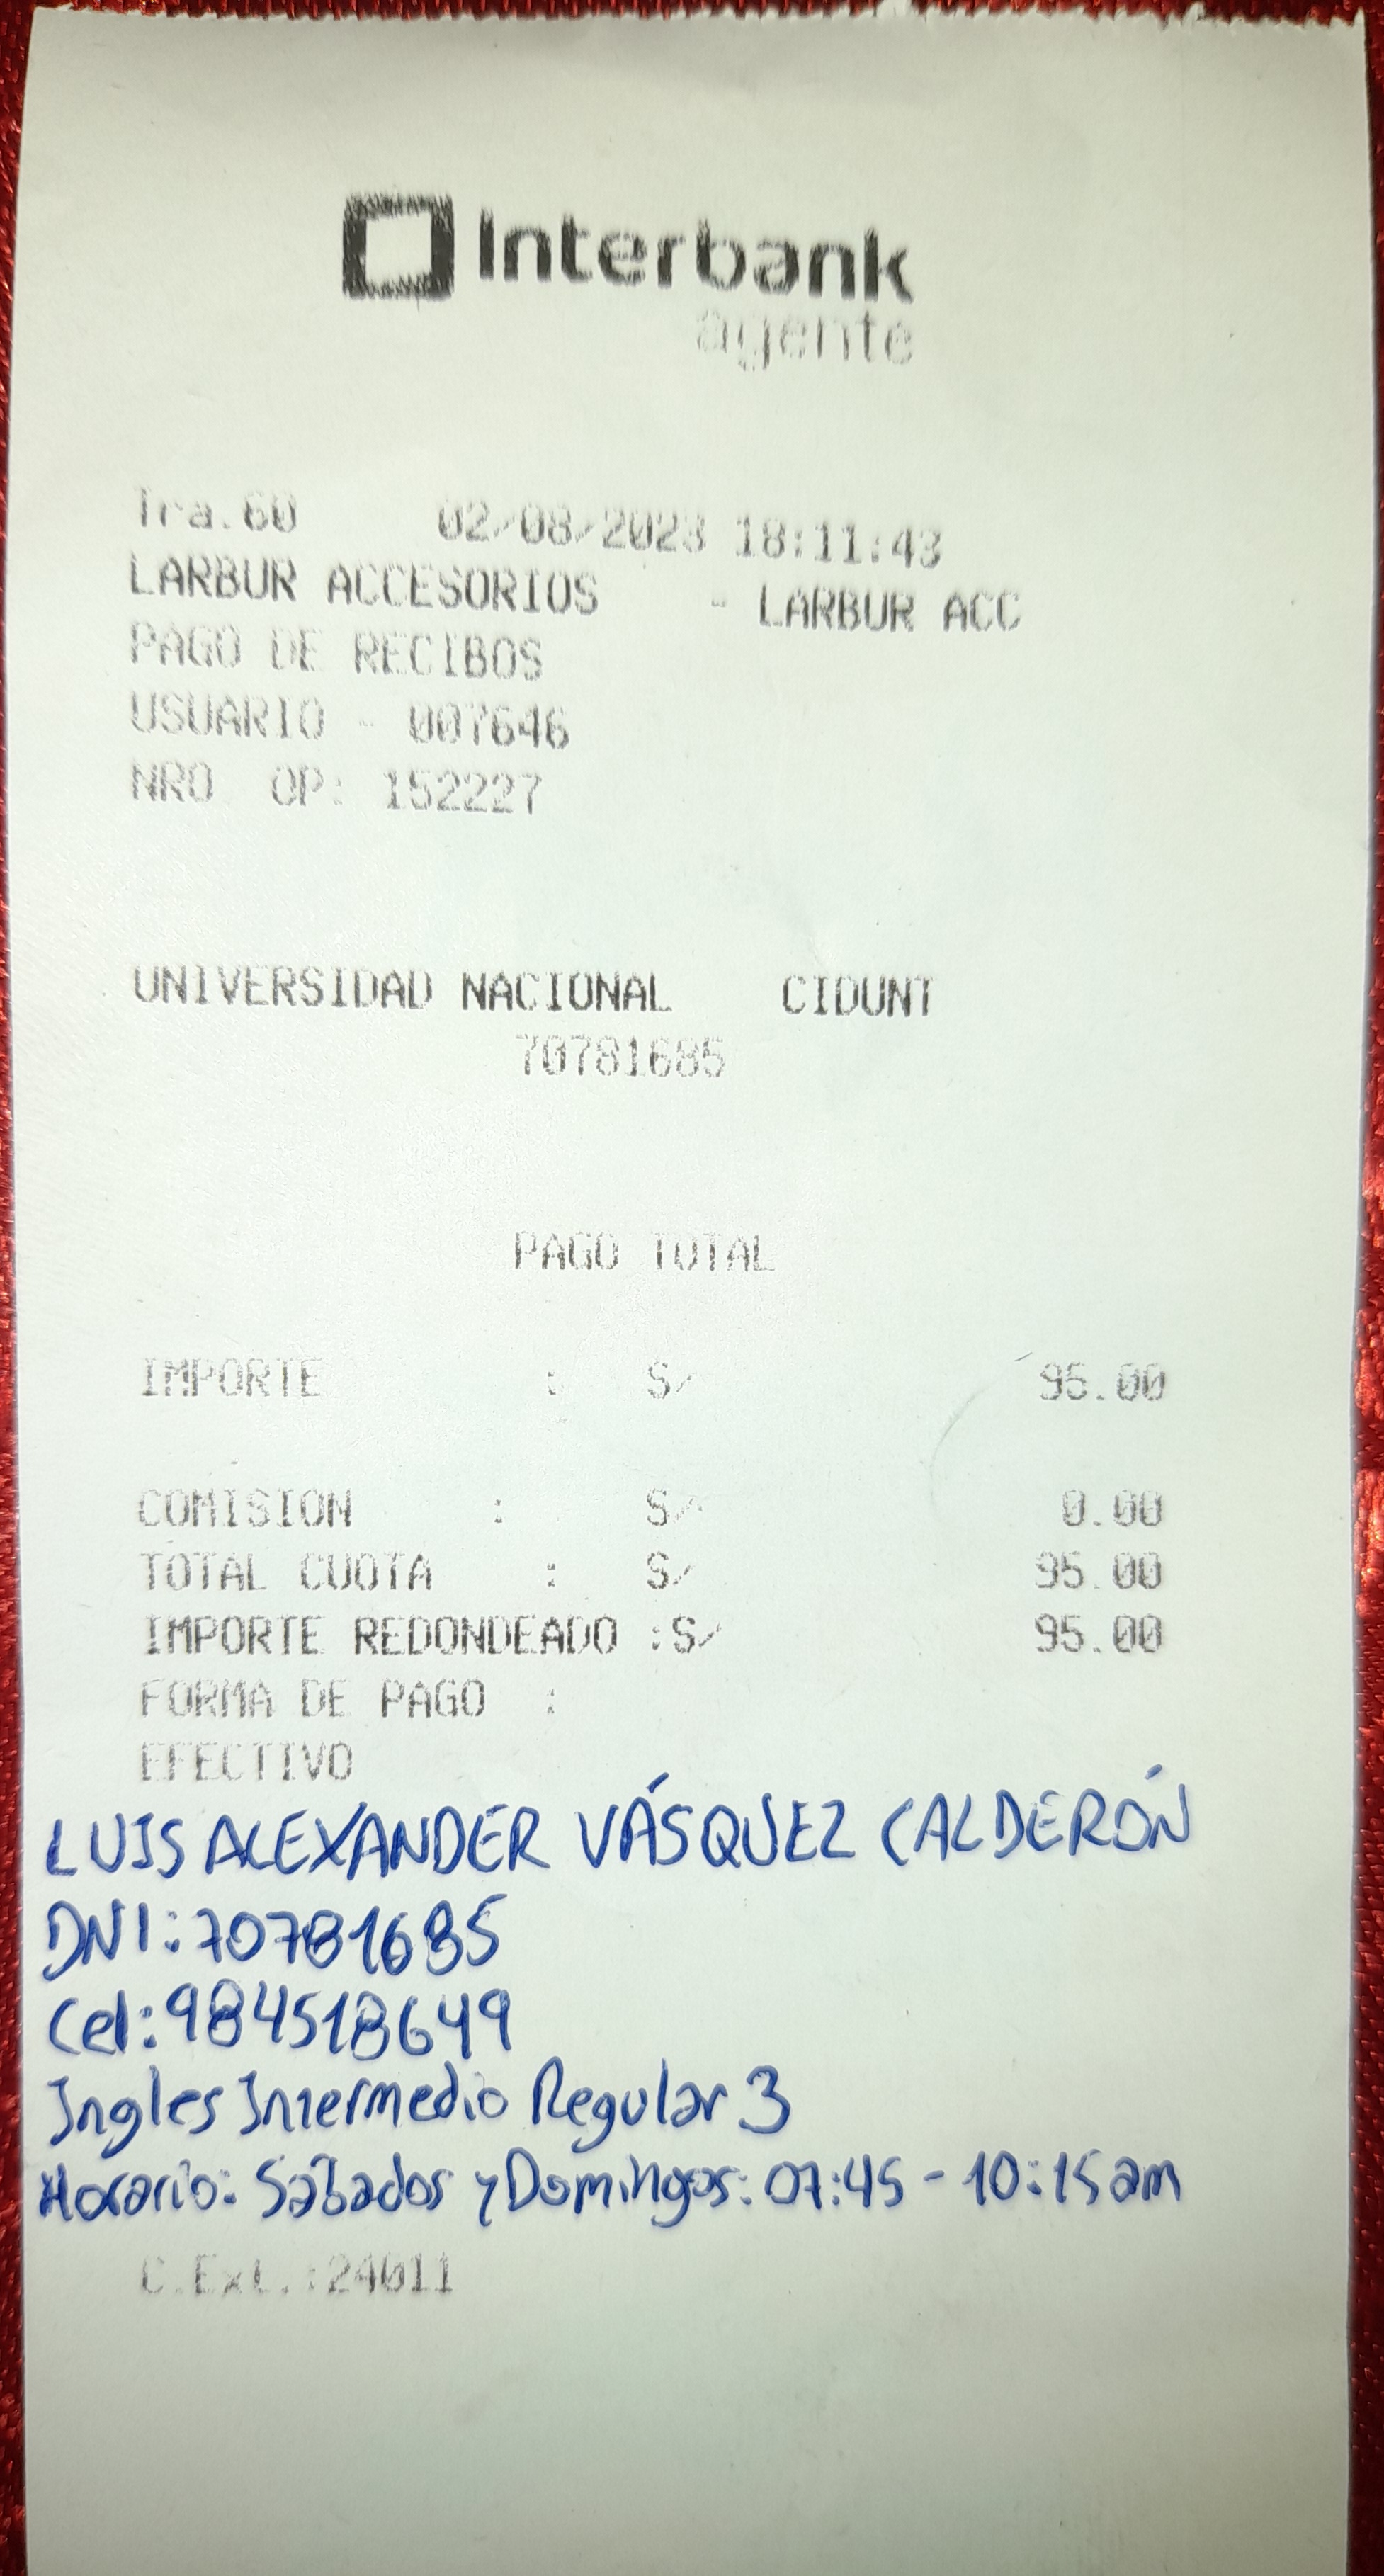 Interbank
agente
Tra.60 02/08/2023 18:11:43
LARBUR ACCESORIOS - LARBUR ACC
PAGO DE RECIBOS
USUARIO - 007646
NRO OP: 152227
UNIVERSIDAD NACIONAL CIDUNT
70781685
PAGO TOTAL
IMPORTE : S/ 95.00
COMISION : S/ 0.00
TOTAL CUOTA : S/ 95.00
IMPORTE REDONDEADO :S/ 95.00
FORMA DE PAGO :
EFECTIVO
LUIS ALEXANDER VÁSQUEZ CALDERÓN
DNI:70781685
Cel:984518649
Ingles Intermedio Regular 3
Horario: Sábados y Domingos: 07:45 - 10:15am
C.Ext.:24011